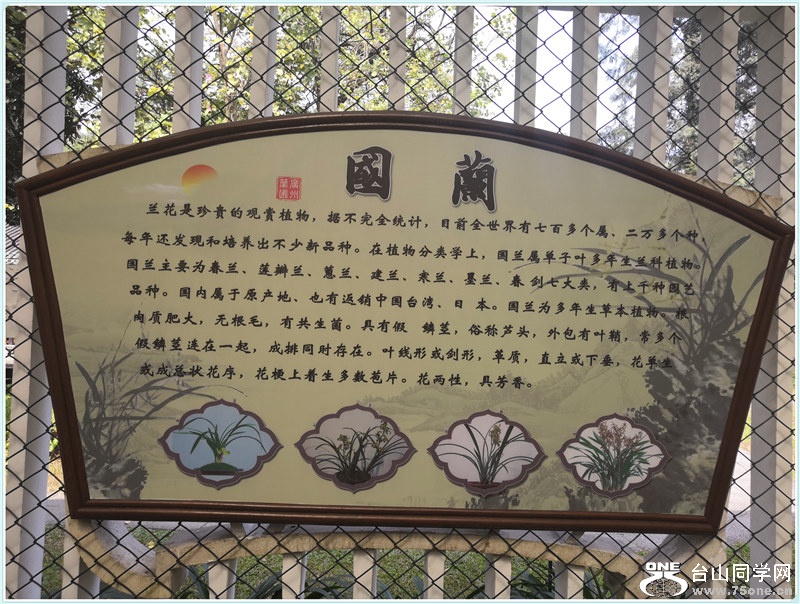 國蘭
廣州
蘭圃
兰花是珍贵的观赏植物，据不完全统计，目前全世界有七百多个属、二万多个种，
每年还发现和培养出不少新品种。在植物分类学上，国兰属单子叶多年生兰科植物。
国兰主要为春兰、莲瓣兰、蕙兰、建兰、寒兰、墨兰、春剑七大类，有上千种园艺
品种。国内属于原产地、也有返销中国台湾、日 本。国兰为多年生草本植物。根
肉质肥大，无根毛，有共生菌。具有假 鳞茎，俗称芦头，外包有叶鞘，常多个
假鳞茎连在一起，成排同时存在。叶线形或剑形，革质，直立或下垂，花单生
或成总状花序，花梗上着生多数苞片。花两性，具芳香。
ONE 台山同学网
www.75one.com